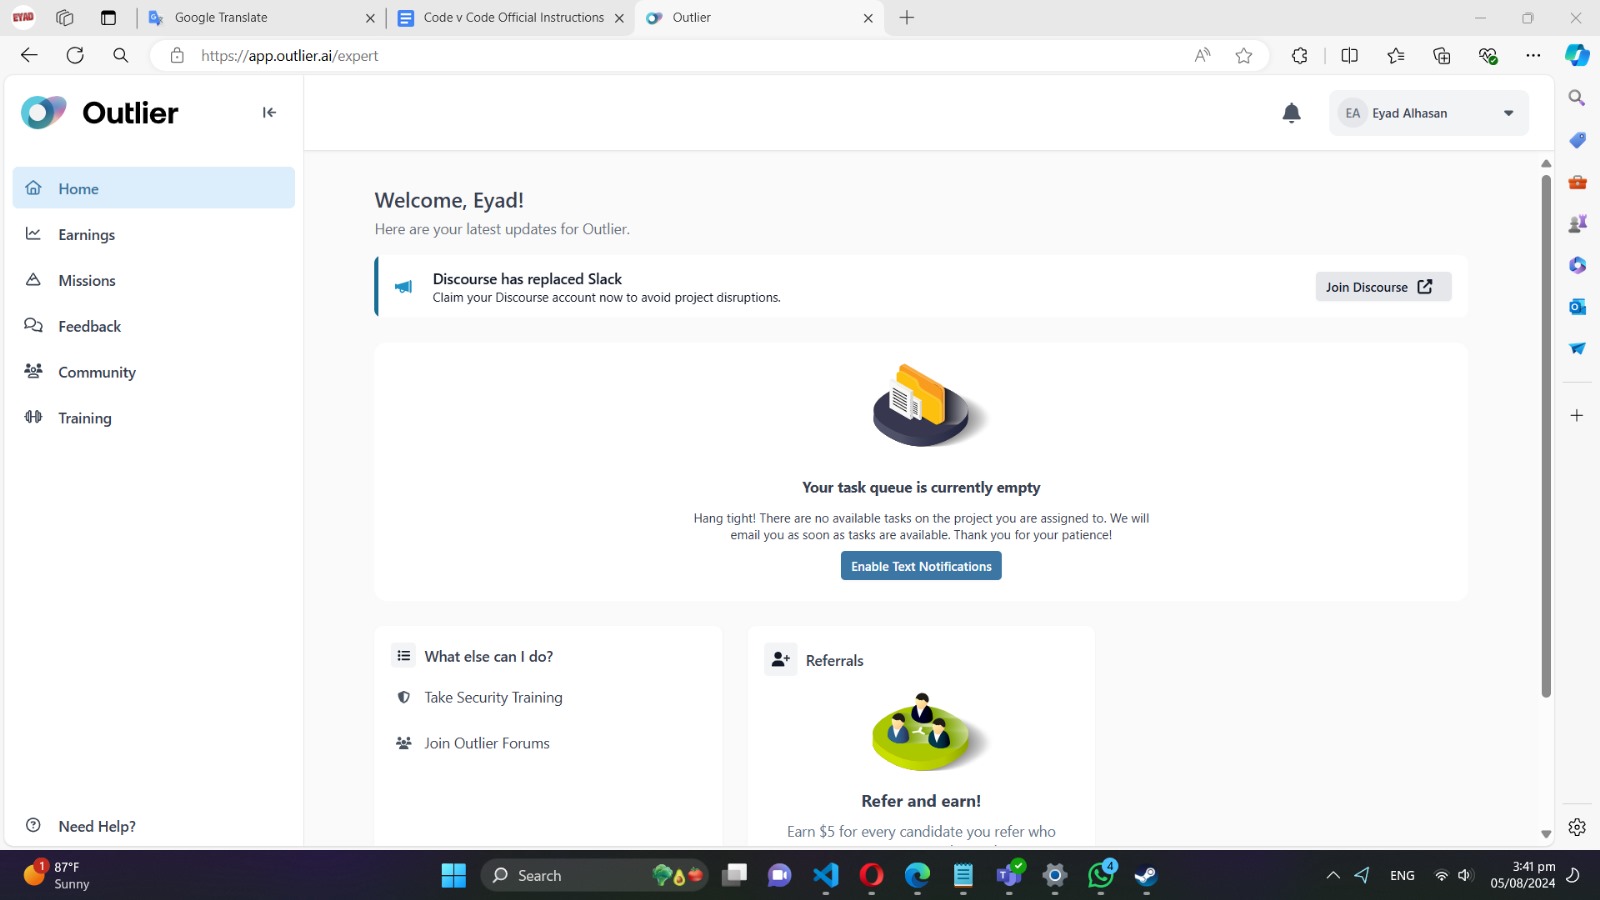 EYAD
Google Translate
Code v Code Official Instructions
Outlier
https://app.outlier.ai/expert
Outlier
EA
Eyad Alhasan
Home
Earnings
Missions
Feedback
Community
Training
Need Help?
Welcome, Eyad!
Here are your latest updates for Outlier.
Discourse has replaced Slack
Claim your Discourse account now to avoid project disruptions.
Join Discourse
Your task queue is currently empty
Hang tight! There are no available tasks on the project you are assigned to. We will
email you as soon as tasks are available. Thank you for your patience!
Enable Text Notifications
What else can I do?
Take Security Training
Join Outlier Forums
Referrals
Refer and earn!
Earn $5 for every candidate you refer who
1
87°F
Sunny
Search
4
ENG
3:41 pm
05/08/2024